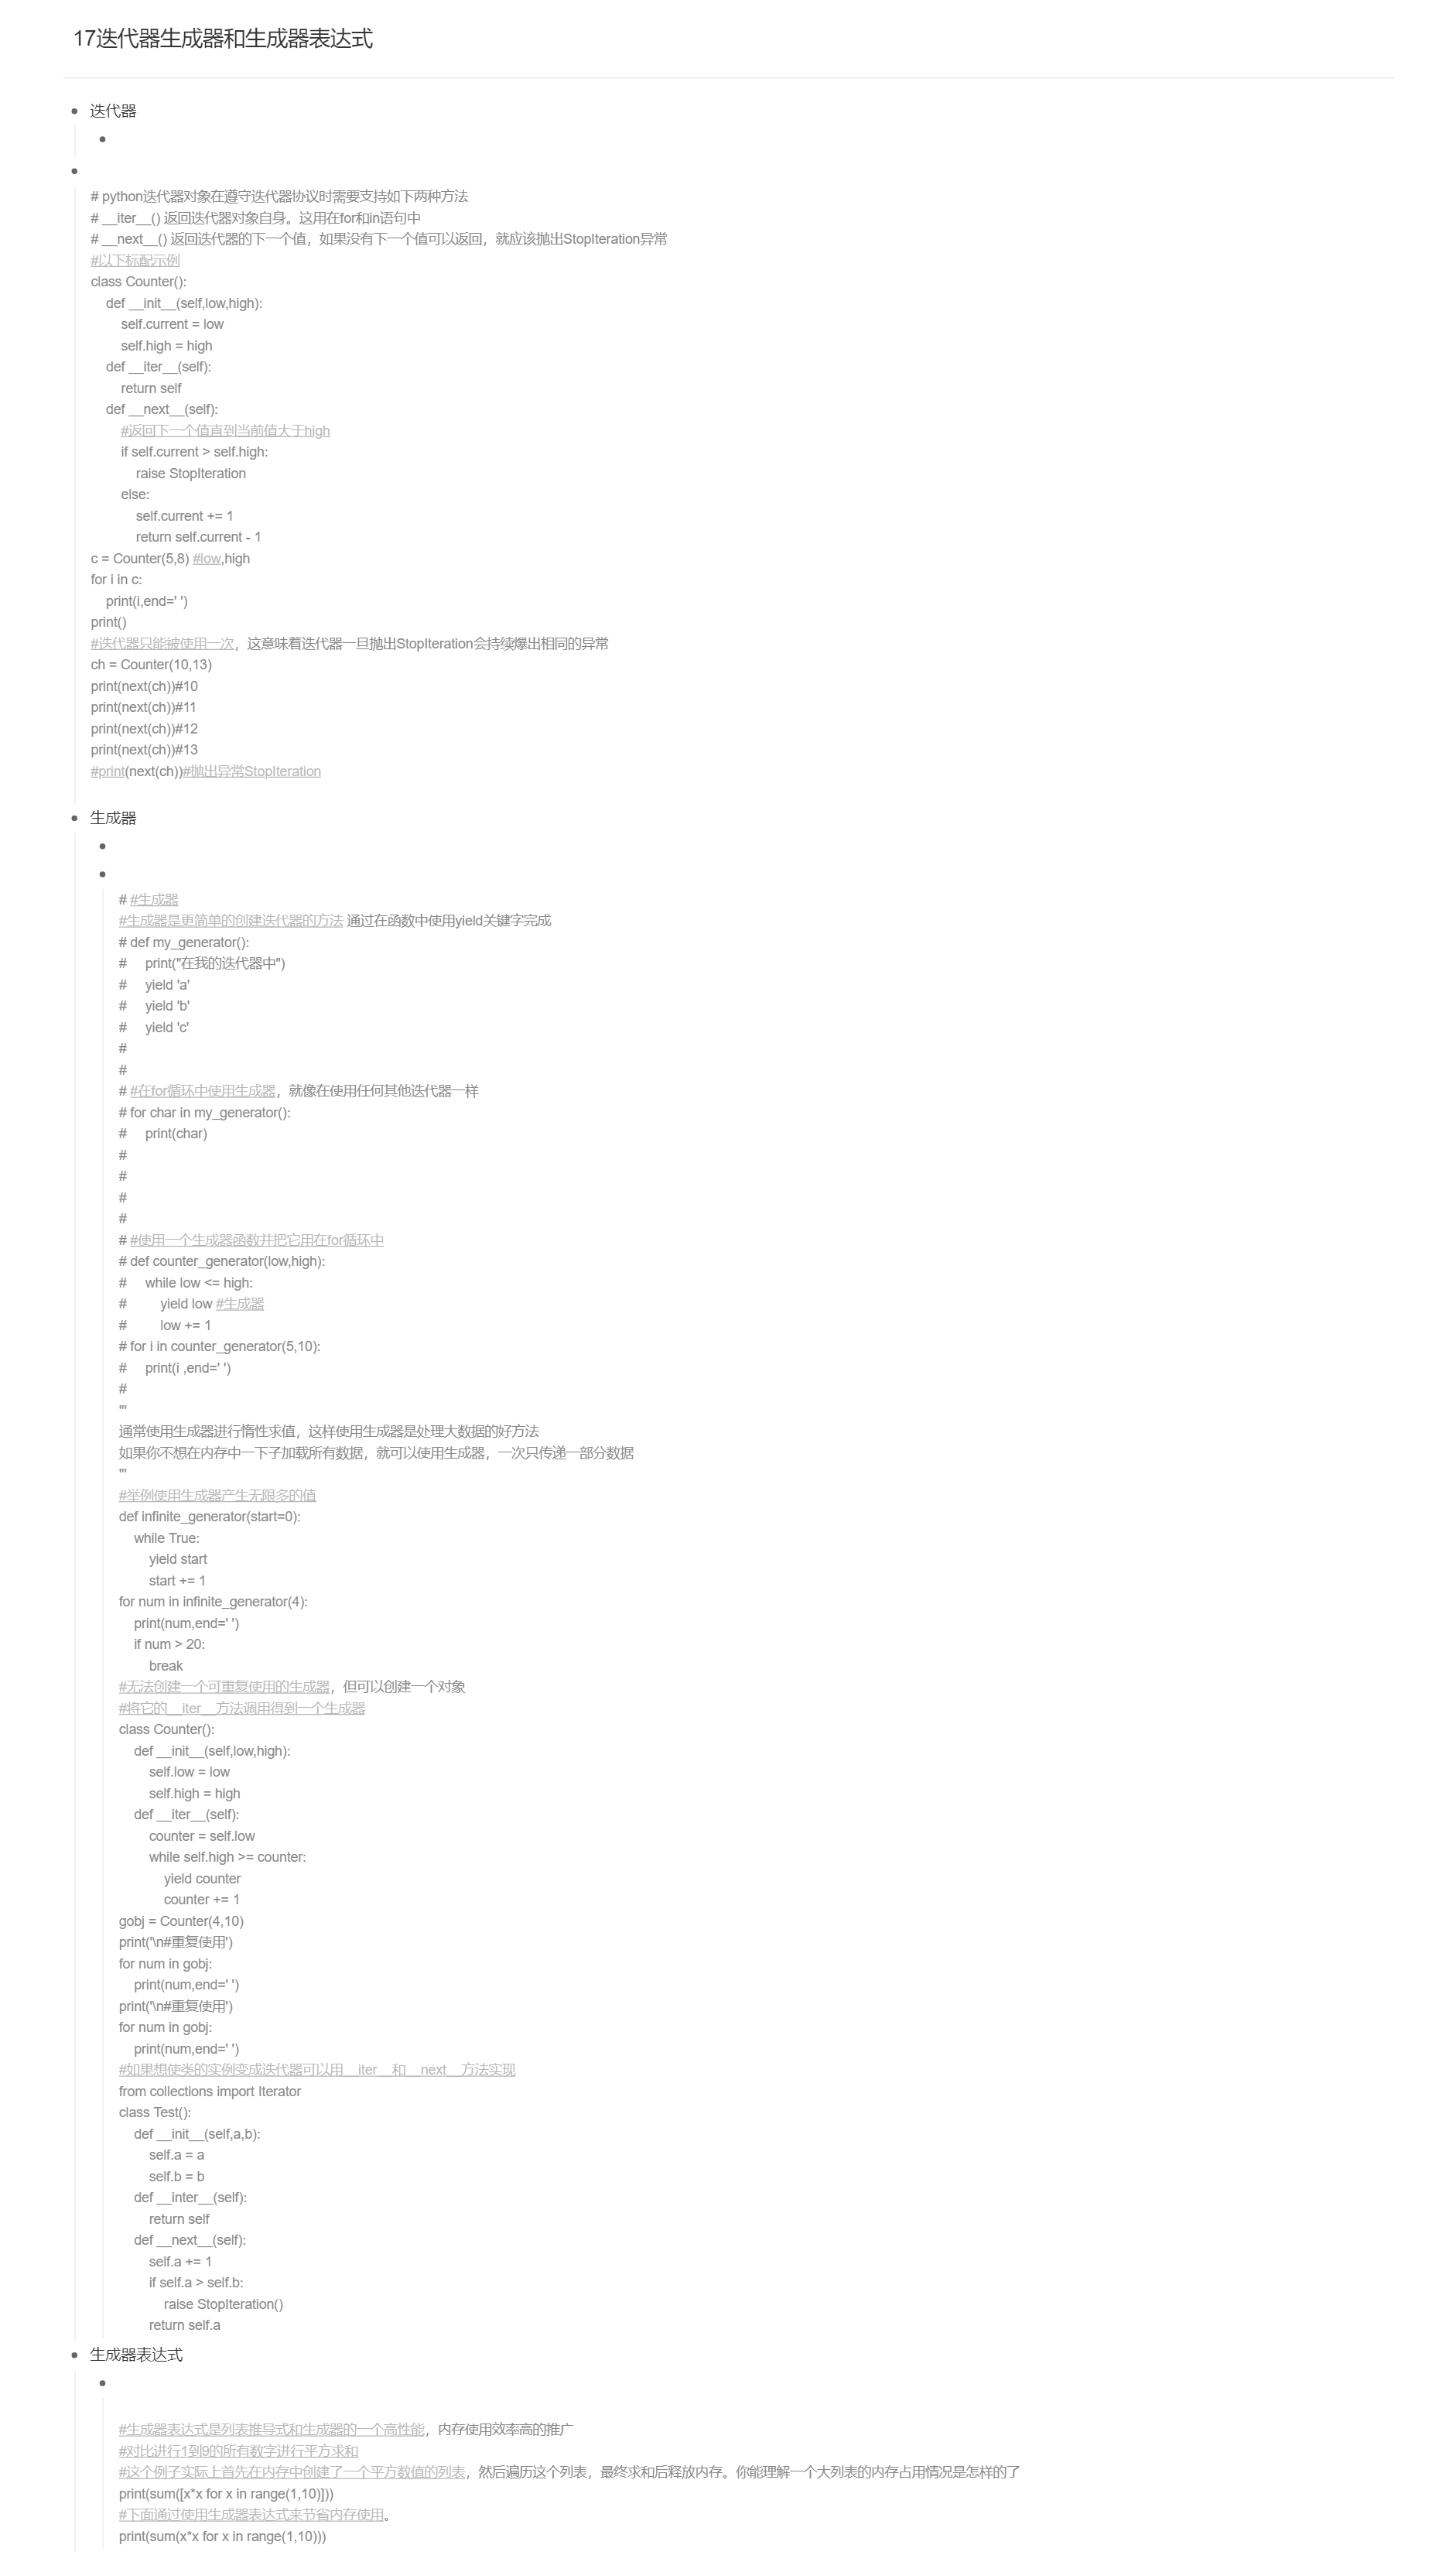 17迭代器生成器和生成器表达式
迭代器
# python迭代器对象在遵守迭代器协议时需要支持如下两种方法
# __iter__() 返回迭代器对象自身。这用在for和in语句中
# __next__() 返回迭代器的下一个值，如果没有下一个值可以返回，就应该抛出StopIteration异常
#以下标配示例
class Counter():
    def __init__(self,low,high):
        self.current = low
        self.high = high
    def __iter__(self):
        return self
    def __next__(self):
        #返回下一个值直到当前值大于high
        if self.current > self.high:
            raise StopIteration
        else:
            self.current += 1
            return self.current - 1
c = Counter(5,8) #low,high
for i in c:
    print(i,end=' ')
print()
#迭代器只能被使用一次，这意味着迭代器一旦抛出StopIteration会持续爆出相同的异常
ch = Counter(10,13)
print(next(ch))#10
print(next(ch))#11
print(next(ch))#12
print(next(ch))#13
#print(next(ch))#抛出异常StopIteration
生成器
# #生成器
#生成器是更简单的创建迭代器的方法 通过在函数中使用yield关键字完成
# def my_generator():
#     print("在我的迭代器中")
#     yield 'a'
#     yield 'b'
#     yield 'c'
#
#
# #在for循环中使用生成器，就像在使用任何其他迭代器一样
# for char in my_generator():
#     print(char)
#
#
#
#
# #使用一个生成器函数并把它用在for循环中
# def counter_generator(low,high):
#     while low <= high:
#         yield low #生成器
#         low += 1
# for i in counter_generator(5,10):
#     print(i ,end=' ')
#
'''
通常使用生成器进行惰性求值，这样使用生成器是处理大数据的好方法
如果你不想在内存中一下子加载所有数据，就可以使用生成器，一次只传递一部分数据
'''
#举例使用生成器产生无限多的值
def infinite_generator(start=0):
    while True:
        yield start
        start += 1
for num in infinite_generator(4):
    print(num,end=' ')
    if num > 20:
        break
#无法创建一个可重复使用的生成器，但可以创建一个对象
#将它的__iter__方法调用得到一个生成器
class Counter():
    def __init__(self,low,high):
        self.low = low
        self.high = high
    def __iter__(self):
        counter = self.low
        while self.high >= counter:
            yield counter
            counter += 1
gobj = Counter(4,10)
print('\n#重复使用')
for num in gobj:
    print(num,end=' ')
print('\n#重复使用')
for num in gobj:
    print(num,end=' ')
#如果想使类的实例变成迭代器可以用__iter__和__next__方法实现
from collections import Iterator
class Test():
    def __init__(self,a,b):
        self.a = a
        self.b = b
    def __inter__(self):
        return self
    def __next__(self):
        self.a += 1
        if self.a > self.b:
            raise StopIteration()
        return self.a
生成器表达式
#生成器表达式是列表推导式和生成器的一个高性能，内存使用效率高的推广
#对比进行1到9的所有数字进行平方求和
#这个例子实际上首先在内存中创建了一个平方数值的列表，然后遍历这个列表，最终求和后释放内存。你能理解一个大列表的内存占用情况是怎样的了
print(sum([x*x for x in range(1,10)]))
#下面通过使用生成器表达式来节省内存使用。
print(sum(x*x for x in range(1,10)))